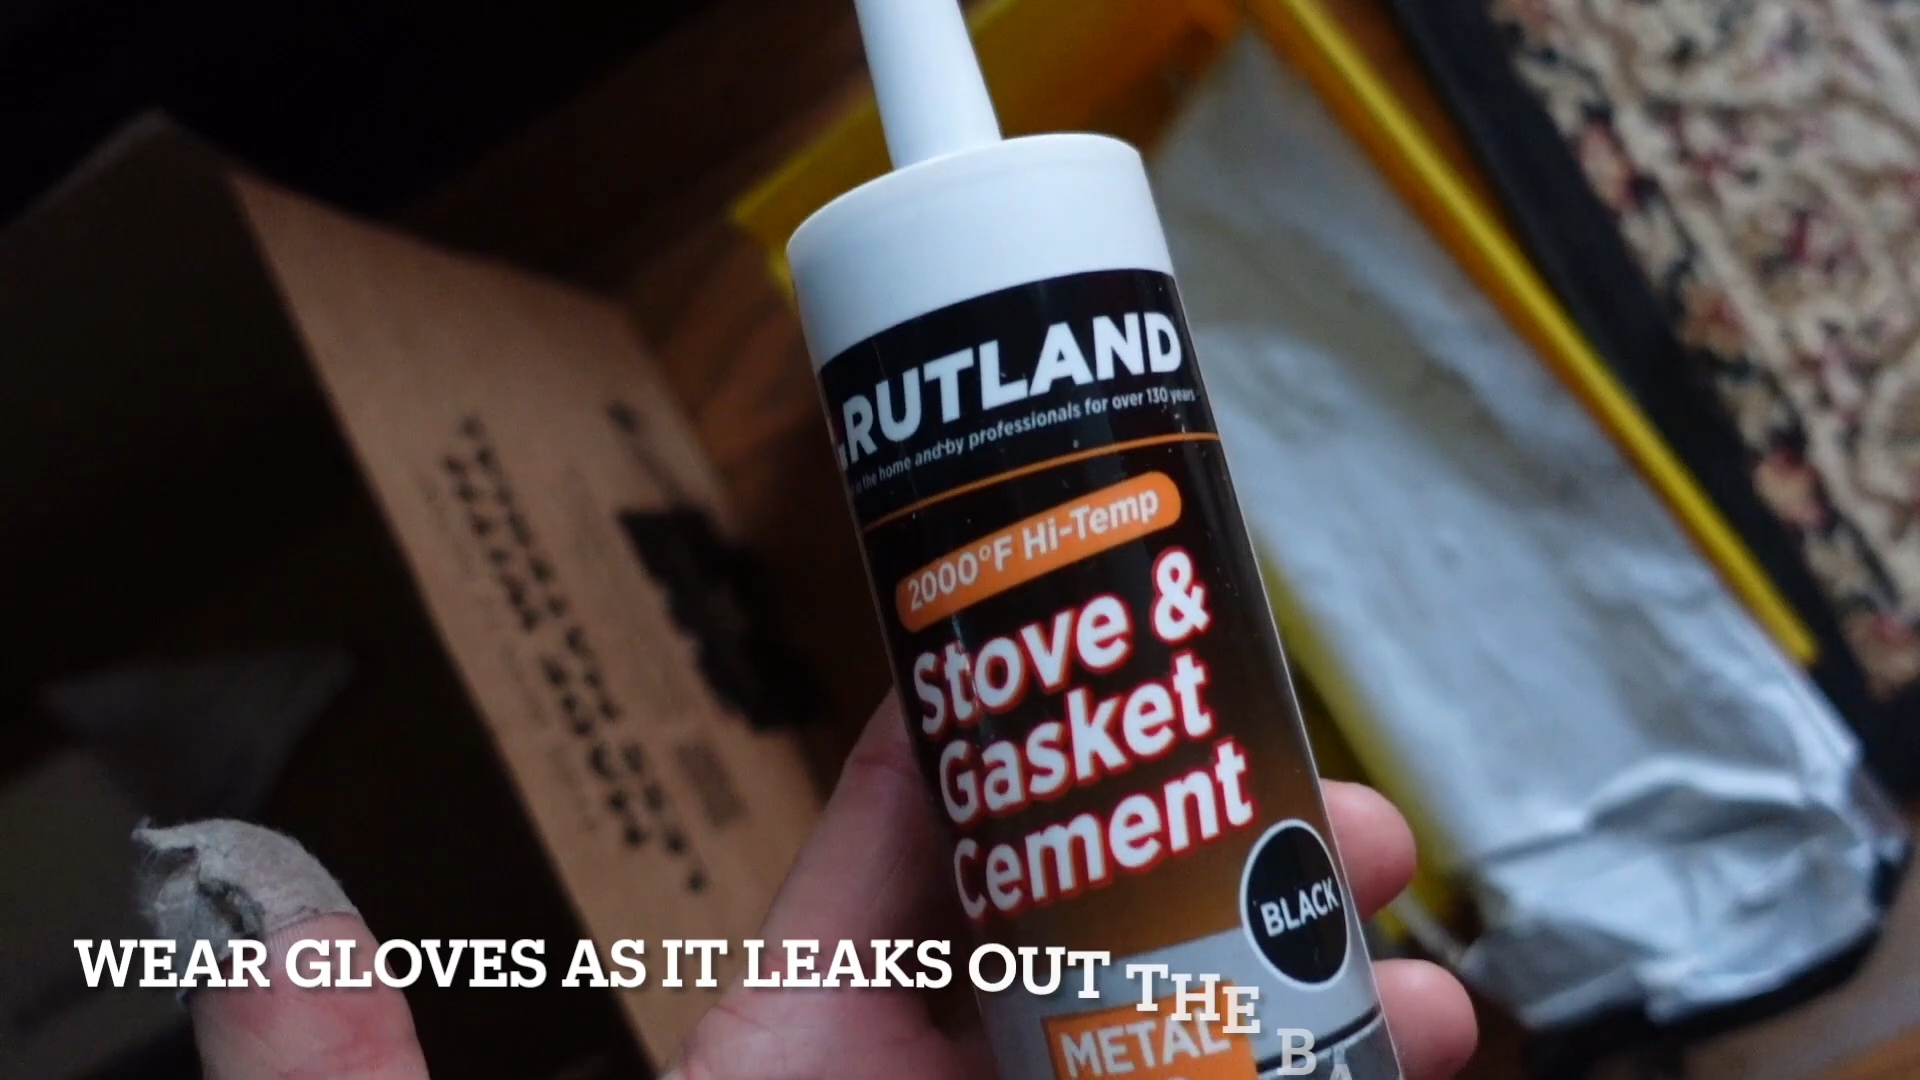 RUTLAND
the home and by professionals for over 130 years
2000°F Hi-Temp
Stove &
Gasket
Cement
BLACK
METAL
WEAR GLOVES AS IT LEAKS OUT THE BA